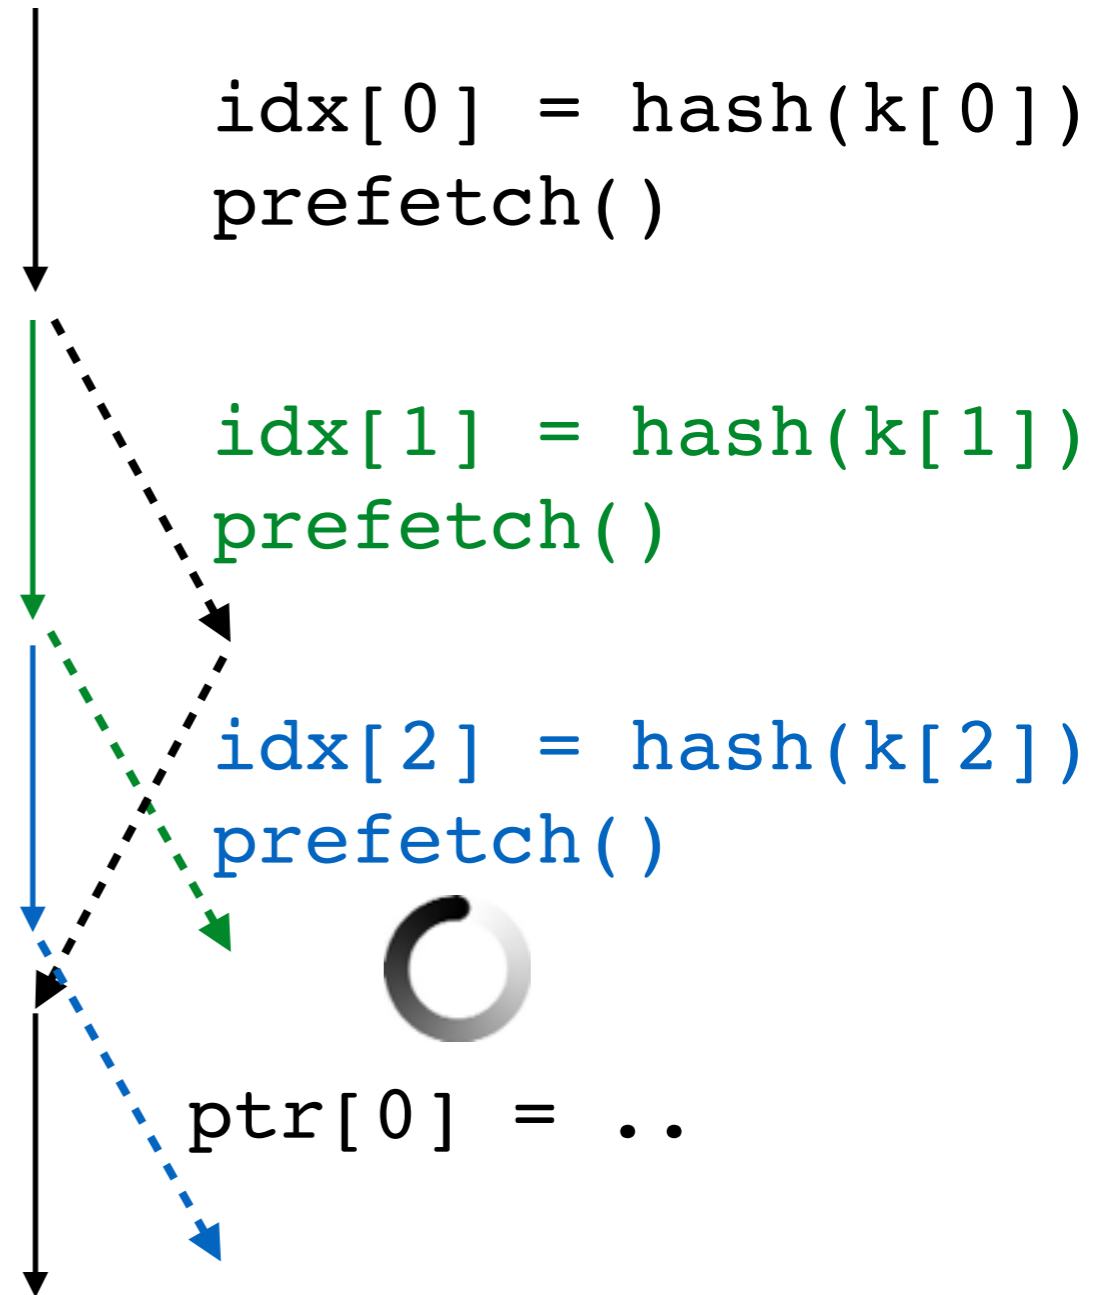 idx[0] = hash(k[0])
prefetch()
idx[1] = hash(k[1])
prefetch()
idx[2] = hash(k[2])
prefetch()
ptr[0] = ..